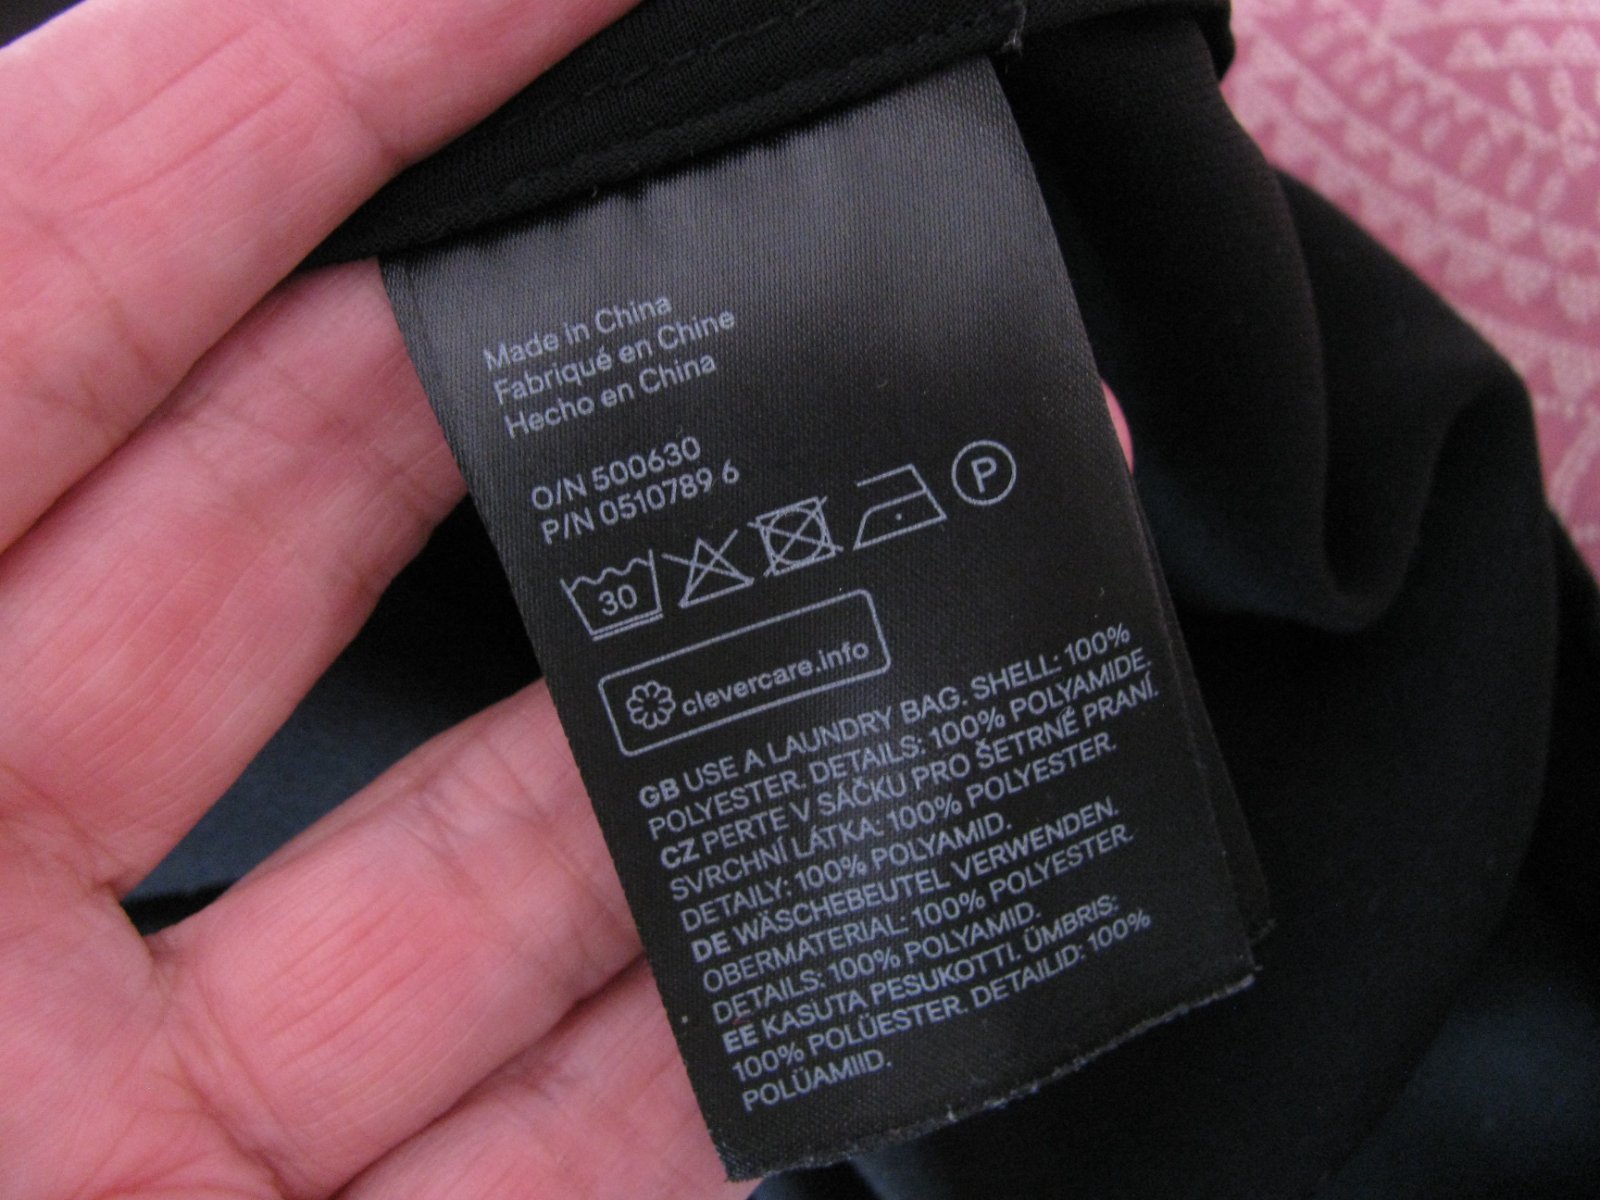 Made in China
Fabriqué en Chine
Hecho en China
O/N 500630
P/N 0510789 6
30
P
clevercare.info
GB USE A LAUNDRY BAG. SHELL: 100%
POLYESTER. DETAILS: 100% POLYAMIDE.
CZ PERTE V SÁČKU PRO ŠETRNÉ PRANÍ.
SVRCHNÍ LÁTKA: 100% POLYESTER.
DETAILY: 100% POLYAMID.
DE WÄSCHEBEUTEL VERWENDEN.
OBERMATERIAL: 100% POLYESTER.
DETAILS: 100% POLYAMID.
EE KASUTA PESUKOTTI. ÜMBRIS:
100% POLÜESTER. DETAILID: 100%
POLÜAMIID.